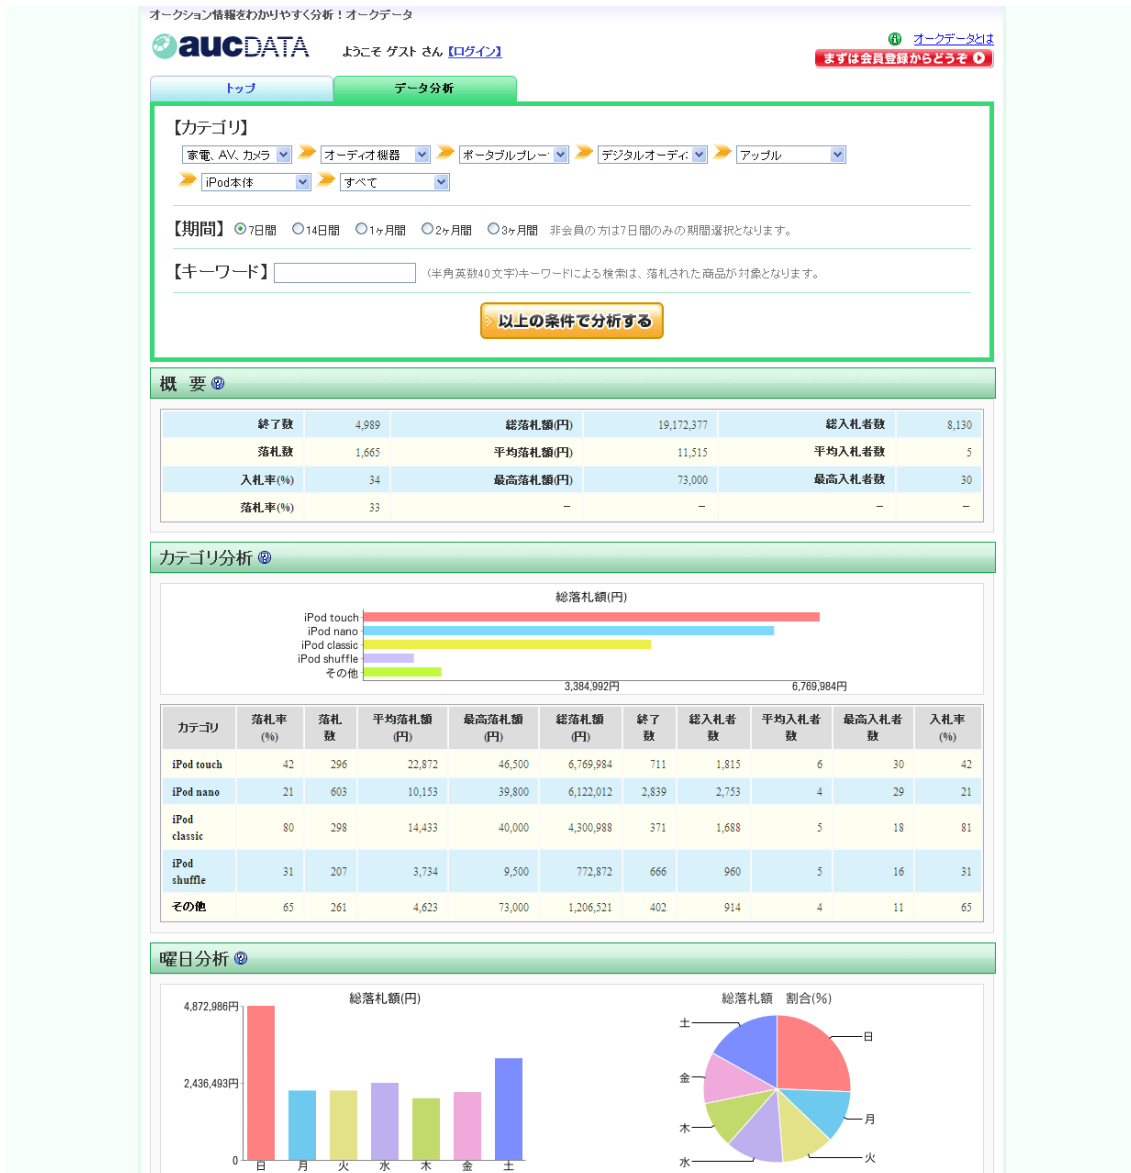 オークション情報をわかりやすく分析！オークデータ
aucDATA ようこそ ゲスト さん 【ログイン】 オークデータとは
まずは会員登録からどうぞ
トップ データ分析
【カテゴリ】
家電、AV、カメラ オーディオ機器 ポータブルプレー デジタルオーディ アップル
iPod本体 すべて
【期間】 7日間 14日間 1ヶ月間 2ヶ月間 3ヶ月間 非会員の方は7日間のみの期間選択となります。
【キーワード】 (半角英数40文字)キーワードによる検索は、落札された商品が対象となります。
以上の条件で分析する
概 要
終了数 4,989 総落札額(円) 19,172,377 総入札者数 8,130
落札数 1,665 平均落札額(円) 11,515 平均入札者数 5
入札率(%) 34 最高落札額(円) 73,000 最高入札者数 30
落札率(%) 33 － － － －
カテゴリ分析
総落札額(円)
iPod touch
iPod nano
iPod classic
iPod shuffle
その他
3,384,992円 6,769,984円
カテゴリ 落札率(%) 落札数 平均落札額(円) 最高落札額(円) 総落札額(円) 終了数 総入札者数 平均入札者数 最高入札者数 入札率(%)
iPod touch 42 296 22,872 46,500 6,769,984 711 1,815 6 30 42
iPod nano 21 603 10,153 39,800 6,122,012 2,839 2,753 4 29 21
iPod classic 80 298 14,433 40,000 4,300,988 371 1,688 5 18 81
iPod shuffle 31 207 3,734 9,500 772,872 666 960 5 16 31
その他 65 261 4,623 73,000 1,206,521 402 914 4 11 65
曜日分析
総落札額(円) 総落札額 割合(%)
4,872,986円
2,436,493円
0
日 月 火 水 木 金 土
土 日
金
月
木
火
水